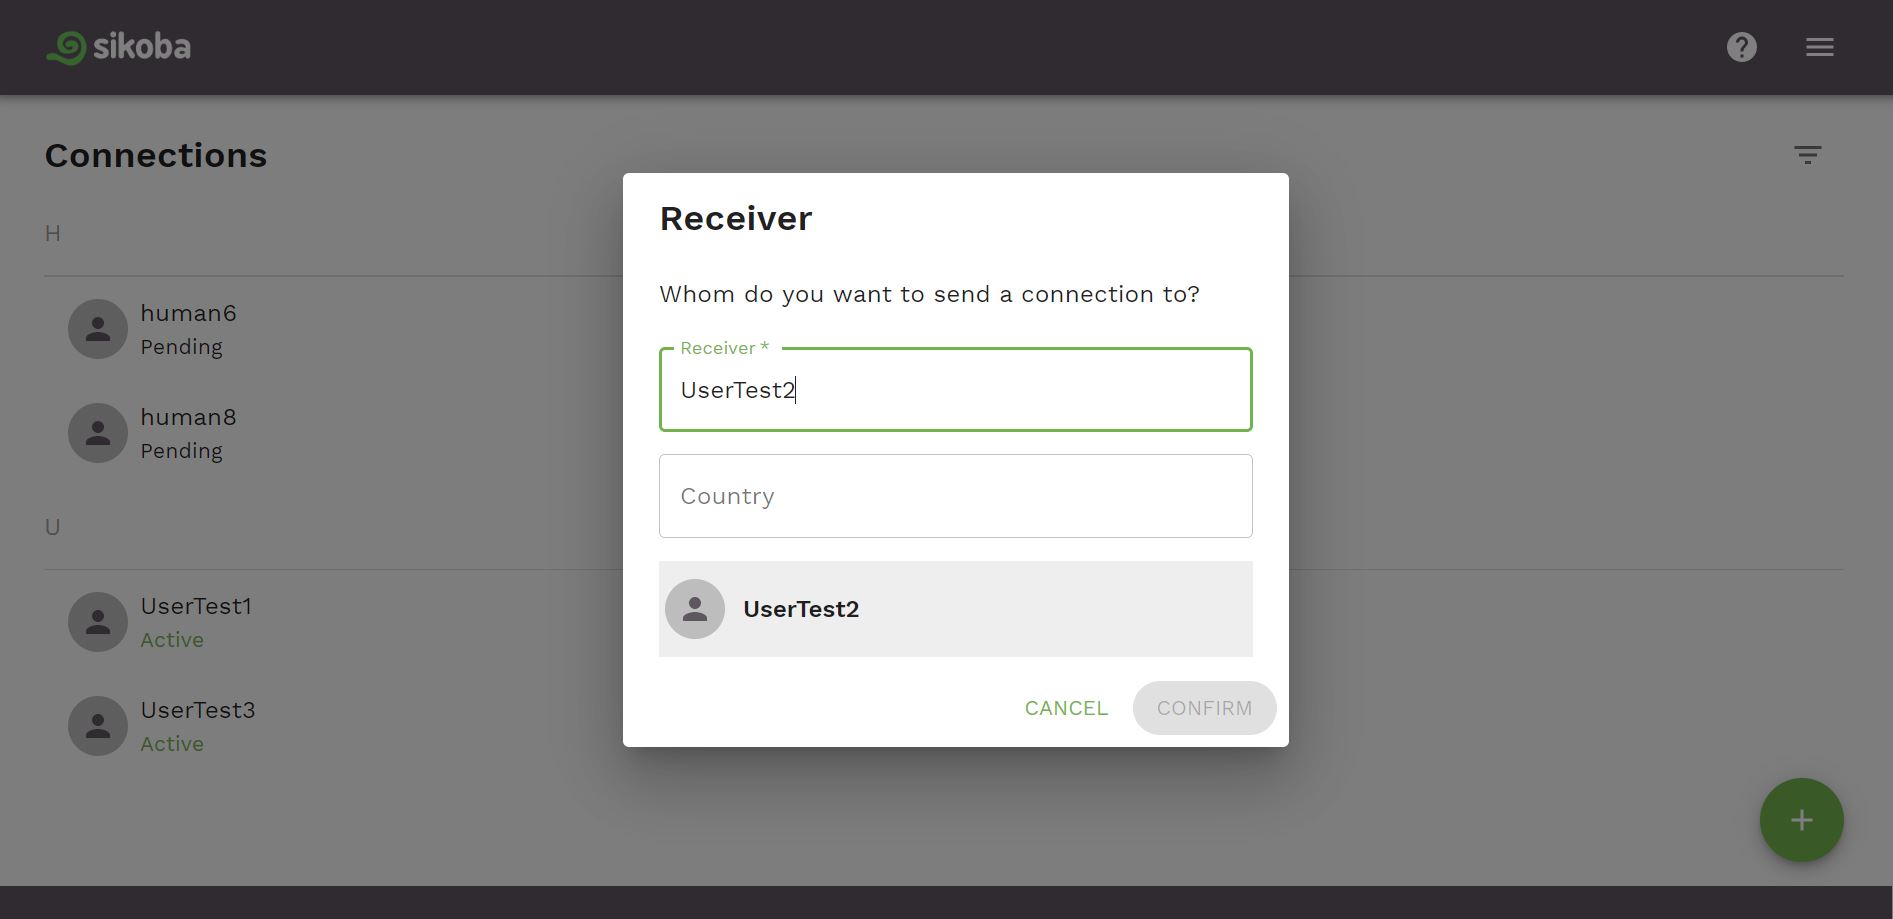 sikoba
Connections
H
human6
Pending
human8
Pending
U
UserTest1
Active
UserTest3
Active
Receiver
Whom do you want to send a connection to?
Receiver *
UserTest2
Country
UserTest2
CANCEL CONFIRM